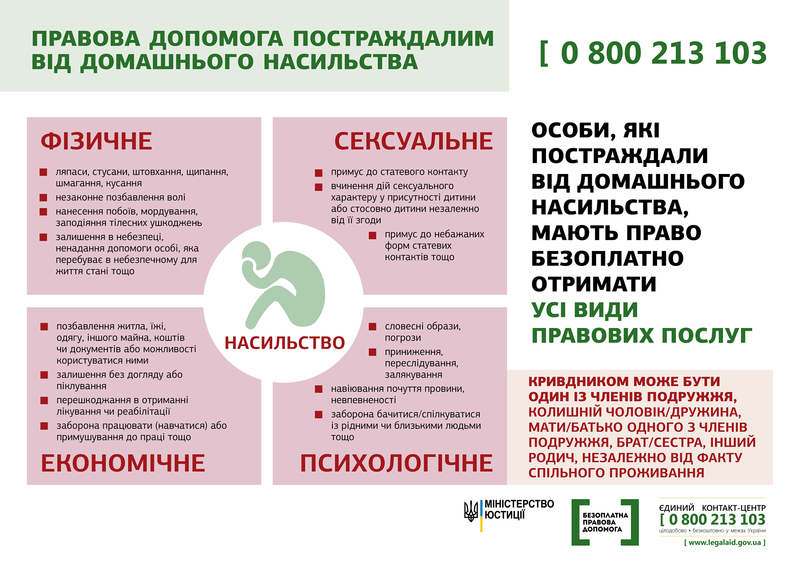 ПРАВОВА ДОПОМОГА ПОСТРАЖДАЛИМ
ВІД ДОМАШНЬОГО НАСИЛЬСТВА
[ 0 800 213 103
ФІЗИЧНЕ
ляпаси, стусани, штовхання, щипання,
шмагання, кусання
незаконне позбавлення волі
нанесення побоїв, мордування,
заподіяння тілесних ушкоджень
залишення в небезпеці,
ненадання допомоги особі, яка
перебуває в небезпечному для
життя стані тощо
СЕКСУАЛЬНЕ
примус до статевого контакту
вчинення дій сексуального
характеру у присутності дитини
або стосовно дитини незалежно
від її згоди
примус до небажаних
форм статевих
контактів тощо
НАСИЛЬСТВО
позбавлення житла, їжі,
одягу, іншого майна, коштів
чи документів або можливості
користуватися ними
залишення без догляду або
піклування
перешкоджання в отриманні
лікування чи реабілітації
заборона працювати (навчатися) або
примушування до праці тощо
ЕКОНОМІЧНЕ
словесні образи,
погрози
приниження,
переслідування,
залякування
навіювання почуття провини,
невпевненості
заборона бачитися/спілкуватися
із рідними чи близькими людьми
тощо
ПСИХОЛОГІЧНЕ
ОСОБИ, ЯКІ
ПОСТРАЖДАЛИ
ВІД ДОМАШНЬОГО
НАСИЛЬСТВА,
МАЮТЬ ПРАВО
БЕЗОПЛАТНО
ОТРИМАТИ
УСІ ВИДИ
ПРАВОВИХ ПОСЛУГ
КРИВДНИКОМ МОЖЕ БУТИ
ОДИН ІЗ ЧЛЕНІВ ПОДРУЖЖЯ,
КОЛИШНІЙ ЧОЛОВІК/ДРУЖИНА,
МАТИ/БАТЬКО ОДНОГО З ЧЛЕНІВ
ПОДРУЖЖЯ, БРАТ/СЕСТРА, ІНШИЙ
РОДИЧ, НЕЗАЛЕЖНО ВІД ФАКТУ
СПІЛЬНОГО ПРОЖИВАННЯ
МІНІСТЕРСТВО
ЮСТИЦІЇ
БЕЗОПЛАТНА
ПРАВОВА
ДОПОМОГА
ЄДИНИЙ КОНТАКТ-ЦЕНТР
[ 0 800 213 103
цілодобово • безкоштовно у межах України
[ www.legalaid.gov.ua ]